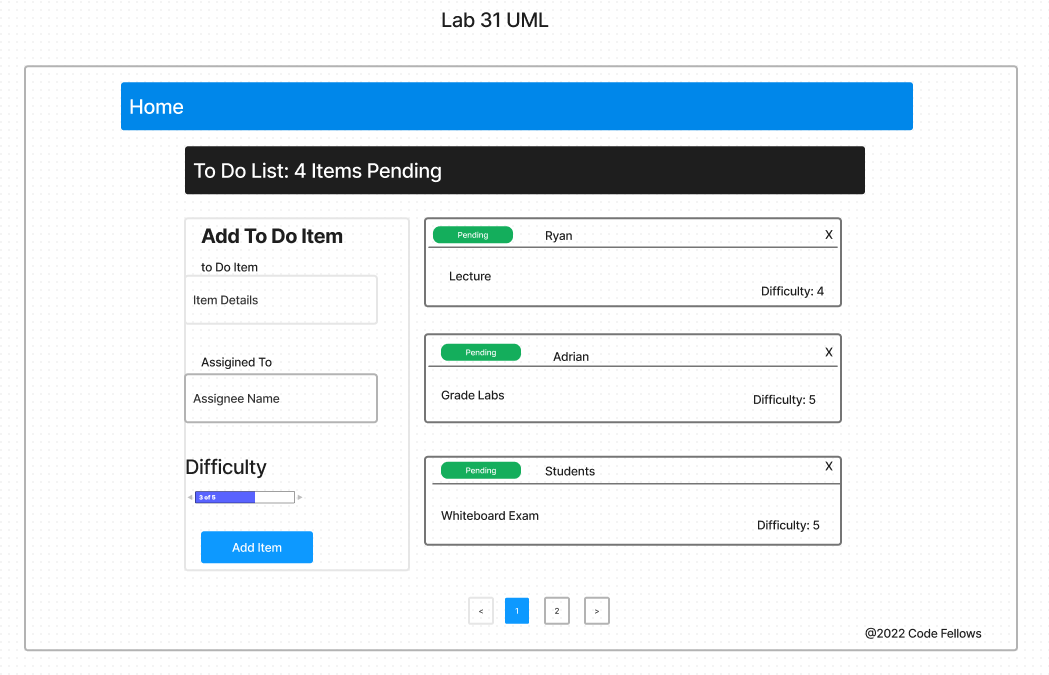 Lab 31 UML
Home
To Do List: 4 Items Pending
Add To Do Item
to Do Item
Item Details
Assigined To
Assignee Name
Difficulty
3 of 5
Add Item
Pending Ryan X
Lecture
Difficulty: 4
Pending Adrian X
Grade Labs
Difficulty: 5
Pending Students X
Whiteboard Exam
Difficulty: 5
< 1 2 >
@2022 Code Fellows